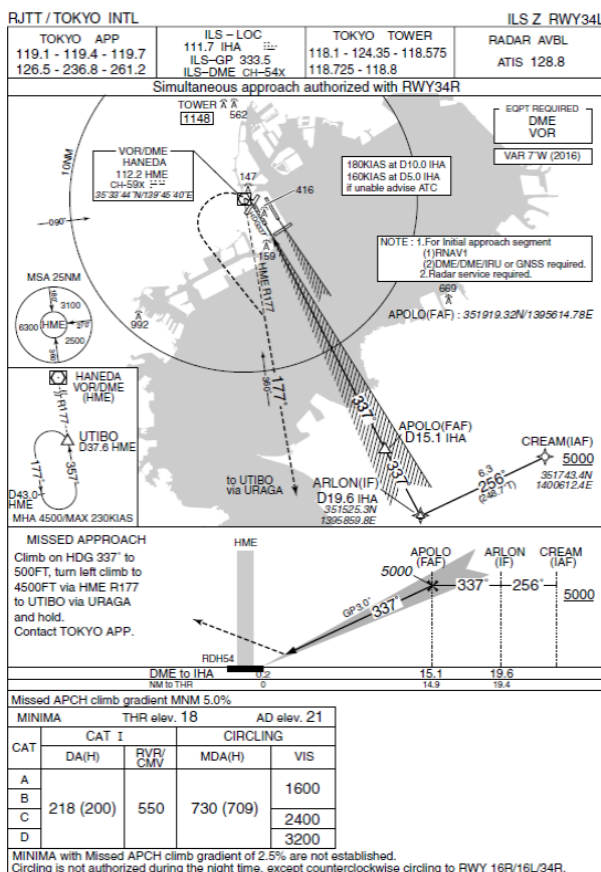 RJTT / TOKYO INTL
ILS Z RWY34L
TOKYO APP
119.1 - 119.4 - 119.7
126.5 - 236.8 - 261.2
ILS – LOC
111.7 IHA
ILS-GP 333.5
ILS-DME CH-54X
TOKYO TOWER
118.1 - 124.35 - 118.575
118.725 - 118.8
RADAR AVBL
ATIS 128.8
Simultaneous approach authorized with RWY34R
TOWER
1148
562
EQPT REQUIRED
DME
VOR
VAR 7°W (2016)
10NM
VOR/DME
HANEDA
112.2 HME
CH-59X
35°33'44"N/139°45'40"E
147
416
180KIAS at D10.0 IHA
160KIAS at D5.0 IHA
if unable advise ATC
090°
159
NOTE : 1.For Initial approach segment
(1)RNAV1
(2)DME/DME/IRU or GNSS required.
2.Radar service required.
669
APOLO(FAF) : 351919.32N/1395614.78E
MSA 25NM
3100
6300
HME
2500
992
HME R177
360°
177°
HANEDA
VOR/DME
(HME)
R177
UTIBO
D37.6 HME
177°
357°
D43.0
HME
MHA 4500/MAX 230KIAS
337°
APOLO(FAF)
D15.1 IHA
337°
CREAM(IAF)
5000
351743.4N
1400612.4E
6.3
256°
(248.7°T)
to UTIBO
via URAGA
ARLON(IF)
D19.6 IHA
351525.3N
1395859.8E
MISSED APPROACH
Climb on HDG 337° to
500FT, turn left climb to
4500FT via HME R177
to UTIBO via URAGA
and hold.
Contact TOKYO APP.
HME
APOLO
(FAF)
ARLON
(IF)
CREAM
(IAF)
5000
337°
256°
5000
GP3.0°
337°
RDH54
DME to IHA
0.2
15.1
19.6
NM to THR
0
14.9
19.4
Missed APCH climb gradient MNM 5.0%
MINIMA
THR elev. 18
AD elev. 21
CAT
CAT I
CIRCLING
DA(H)
RVR/
CMV
MDA(H)
VIS
A
B
C
D
218 (200)
550
730 (709)
1600
2400
3200
MINIMA with Missed APCH climb gradient of 2.5% are not established.
Circling is not authorized during the night time, except counterclockwise circling to RWY 16R/16L/34R.